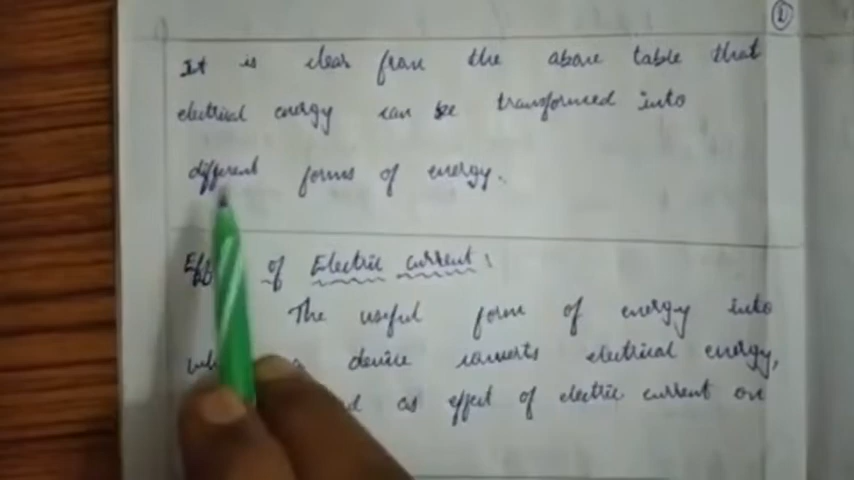 2
It is clear from the above table that
electrical energy can be transformed into
different forms of energy.
of Electric current :
The useful form of energy into
a device converts electrical energy,
as effect of electric current on